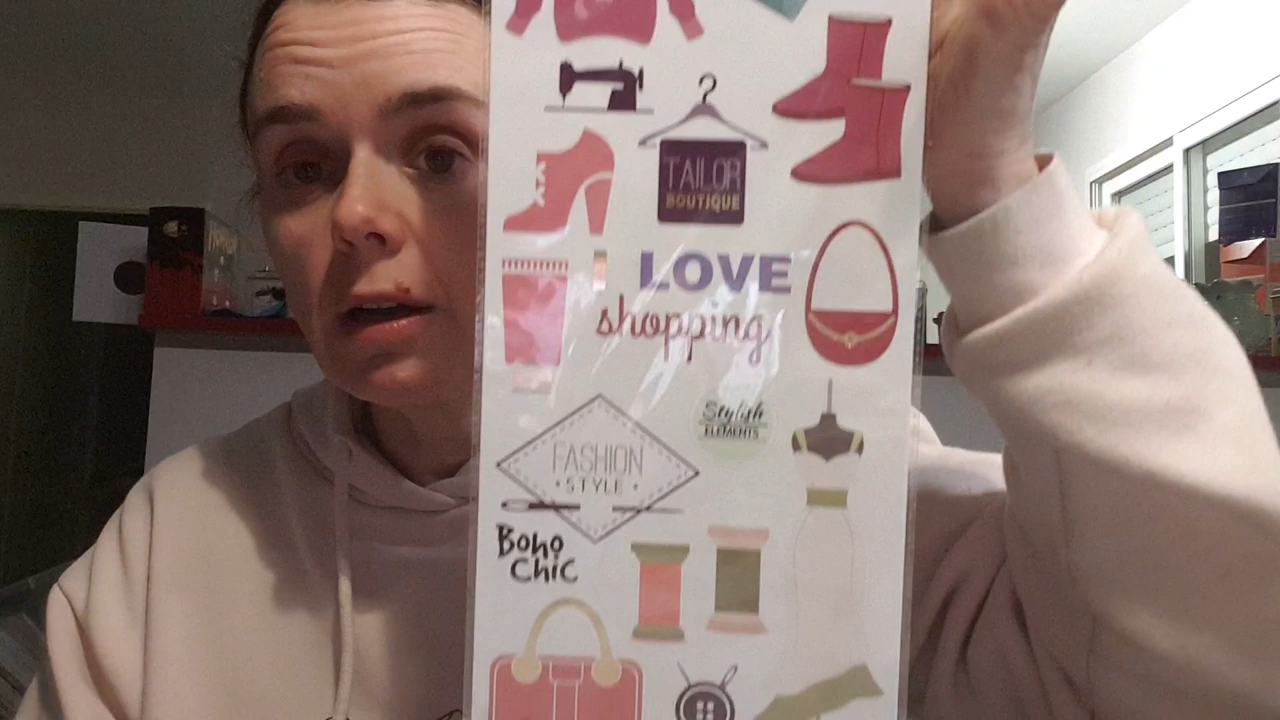 TAILOR
BOUTIQUE
LOVE
shopping
Stylish
ELEMENTS
FASHION
• STYLE •
Boho
Chic